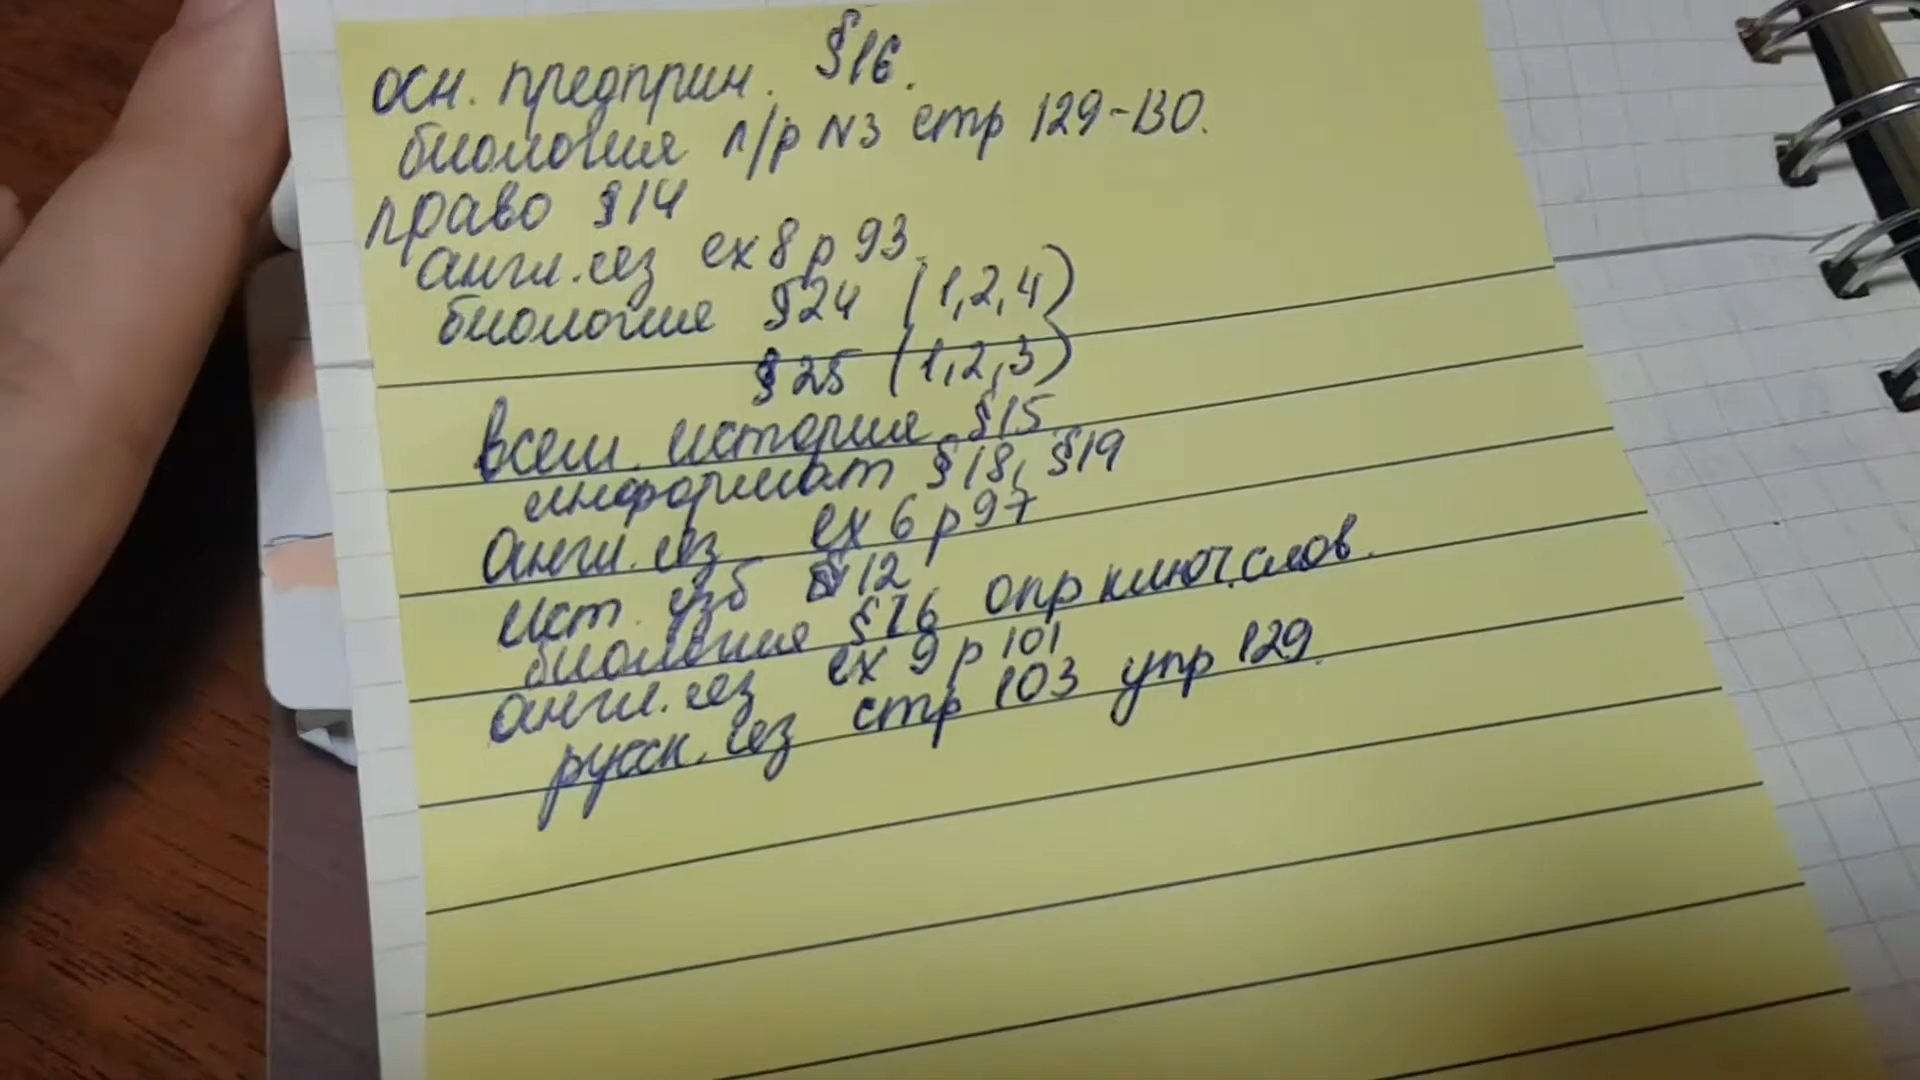 осн. предприн. §16.
биология л/р N3 стр 129-130.
право §14
англ. яз ex 8 p 93.
биология §24 (1,2,4)
§25 (1,2,3)
всем. история §15
информат §18, §19
англ. яз ex 6 p 97
ист. узб §12
биология §26 опр ключ. слов.
англ. яз ex 9 p 101
русск. яз стр 103 упр 129.